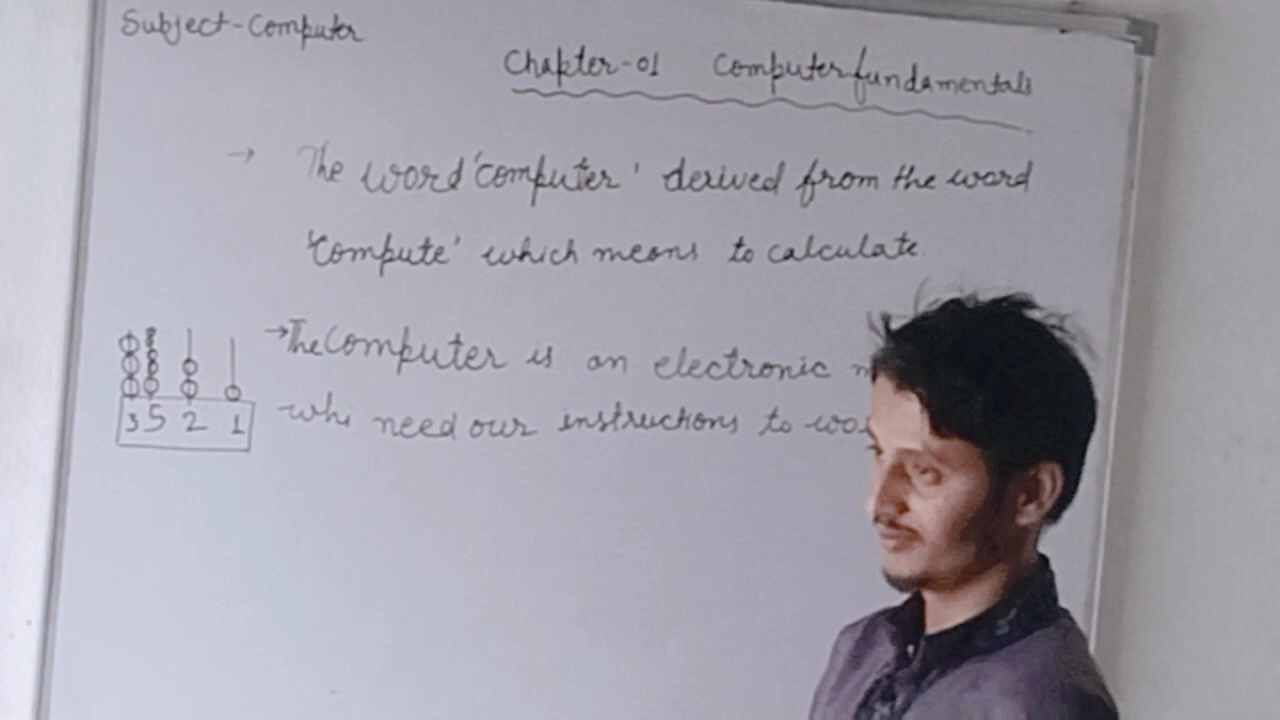 Subject-Computer
Chapter-01 Computer fundamentals
→ The word 'computer' derived from the word
'compute' which means to calculate.
→ The Computer is an electronic
whi need our instructions to
3 5 2 1